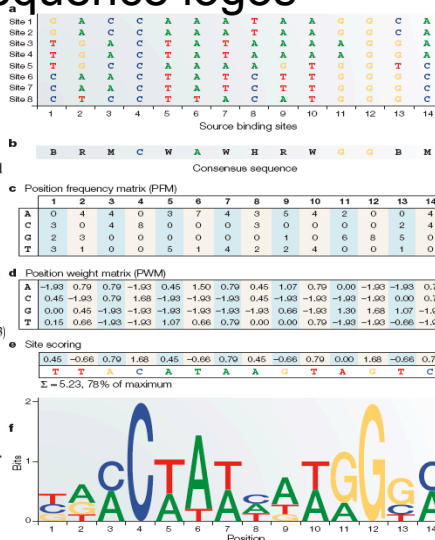 equence logos
a
Site 1 G A C C A A A T A A G G C A
Site 2 G A C C A A A T A A G G C A
Site 3 T G A C T A T A A A A G G A
Site 4 T G A C T A T A A A A G G A
Site 5 T G C C A A A A G T G G T C
Site 6 C A A C T A T C T T G G G C
Site 7 C A A C T A T C T T G G G C
Site 8 C T C C T T A C A T G G G C
1 2 3 4 5 6 7 8 9 10 11 12 13 14
Source binding sites
b B R M C W A W H R W G G B M
Consensus sequence
c Position frequency matrix (PFM)
1 2 3 4 5 6 7 8 9 10 11 12 13 14
A 0 4 4 0 3 7 4 3 5 4 2 0 0 4
C 3 0 4 8 0 0 0 3 0 0 0 0 2 4
G 2 3 0 0 0 0 0 0 1 0 6 8 5 0
T 3 1 0 0 5 1 4 2 2 4 0 0 1 0
d Position weight matrix (PWM)
A −1.93 0.79 0.79 −1.93 0.45 1.50 0.79 0.45 1.07 0.79 0.00 −1.93 −1.93 0.7
C 0.45 −1.93 0.79 1.68 −1.93 −1.93 −1.93 0.45 −1.93 −1.93 −1.93 −1.93 0.00 0.7
G 0.00 0.45 −1.93 −1.93 −1.93 −1.93 −1.93 −1.93 0.66 −1.93 1.30 1.68 1.07 −1.9
T 0.15 0.66 −1.93 −1.93 1.07 0.66 0.79 0.00 0.00 0.79 −1.93 −1.93 −0.66 −1.9
e Site scoring
0.45 −0.66 0.79 1.68 0.45 −0.66 0.79 0.45 −0.66 0.79 0.00 1.68 −0.66 0.7
T T A C A T A A G T A G T C
Σ = 5.23, 78% of maximum
f
2
1
0
Bits
1 2 3 4 5 6 7 8 9 10 11 12 13 14
Position